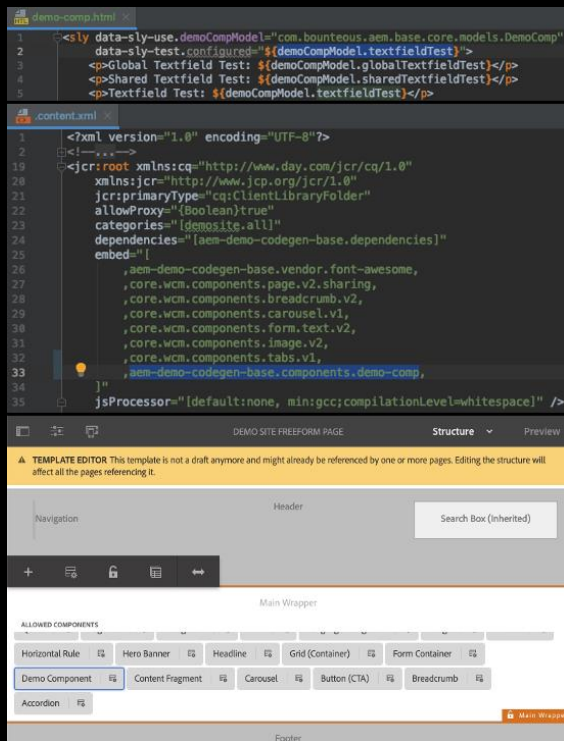 demo-comp.html
1 <sly data-sly-use.demoCompModel="com.bounteous.aem.base.core.models.DemoComp"
2 data-sly-test.configured="${demoCompModel.textfieldTest}">
3 <p>Global Textfield Test: ${demoCompModel.globalTextfieldTest}</p>
4 <p>Shared Textfield Test: ${demoCompModel.sharedTextfieldTest}</p>
5 <p>Textfield Test: ${demoCompModel.textfieldTest}</p>
.content.xml
1 <?xml version="1.0" encoding="UTF-8"?>
2 <!--...-->
19 <jcr:root xmlns:cq="http://www.day.com/jcr/cq/1.0"
20 xmlns:jcr="http://www.jcp.org/jcr/1.0"
21 jcr:primaryType="cq:ClientLibraryFolder"
22 allowProxy="{Boolean}true"
23 categories="[demosite.all]"
24 dependencies="[aem-demo-codegen-base.dependencies]"
25 embed="[
26 ,aem-demo-codegen-base.vendor.font-awesome,
27 ,core.wcm.components.page.v2.sharing,
28 ,core.wcm.components.breadcrumb.v2,
29 ,core.wcm.components.carousel.v1,
30 ,core.wcm.components.form.text.v2,
31 ,core.wcm.components.image.v2,
32 ,core.wcm.components.tabs.v1,
33 ,aem-demo-codegen-base.components.demo-comp,
34 ]"
35 jsProcessor="[default:none, min:gcc;compilationLevel=whitespace]" />
DEMO SITE FREEFORM PAGE Structure Preview
TEMPLATE EDITOR This template is not a draft anymore and might already be referenced by one or more pages. Editing the structure will
affect all the pages referencing it.
Header
Navigation
Search Box (Inherited)
Main Wrapper
ALLOWED COMPONENTS
Horizontal Rule Hero Banner Headline Grid (Container) Form Container
Demo Component Content Fragment Carousel Button (CTA) Breadcrumb
Accordion
Main Wrapper
Footer